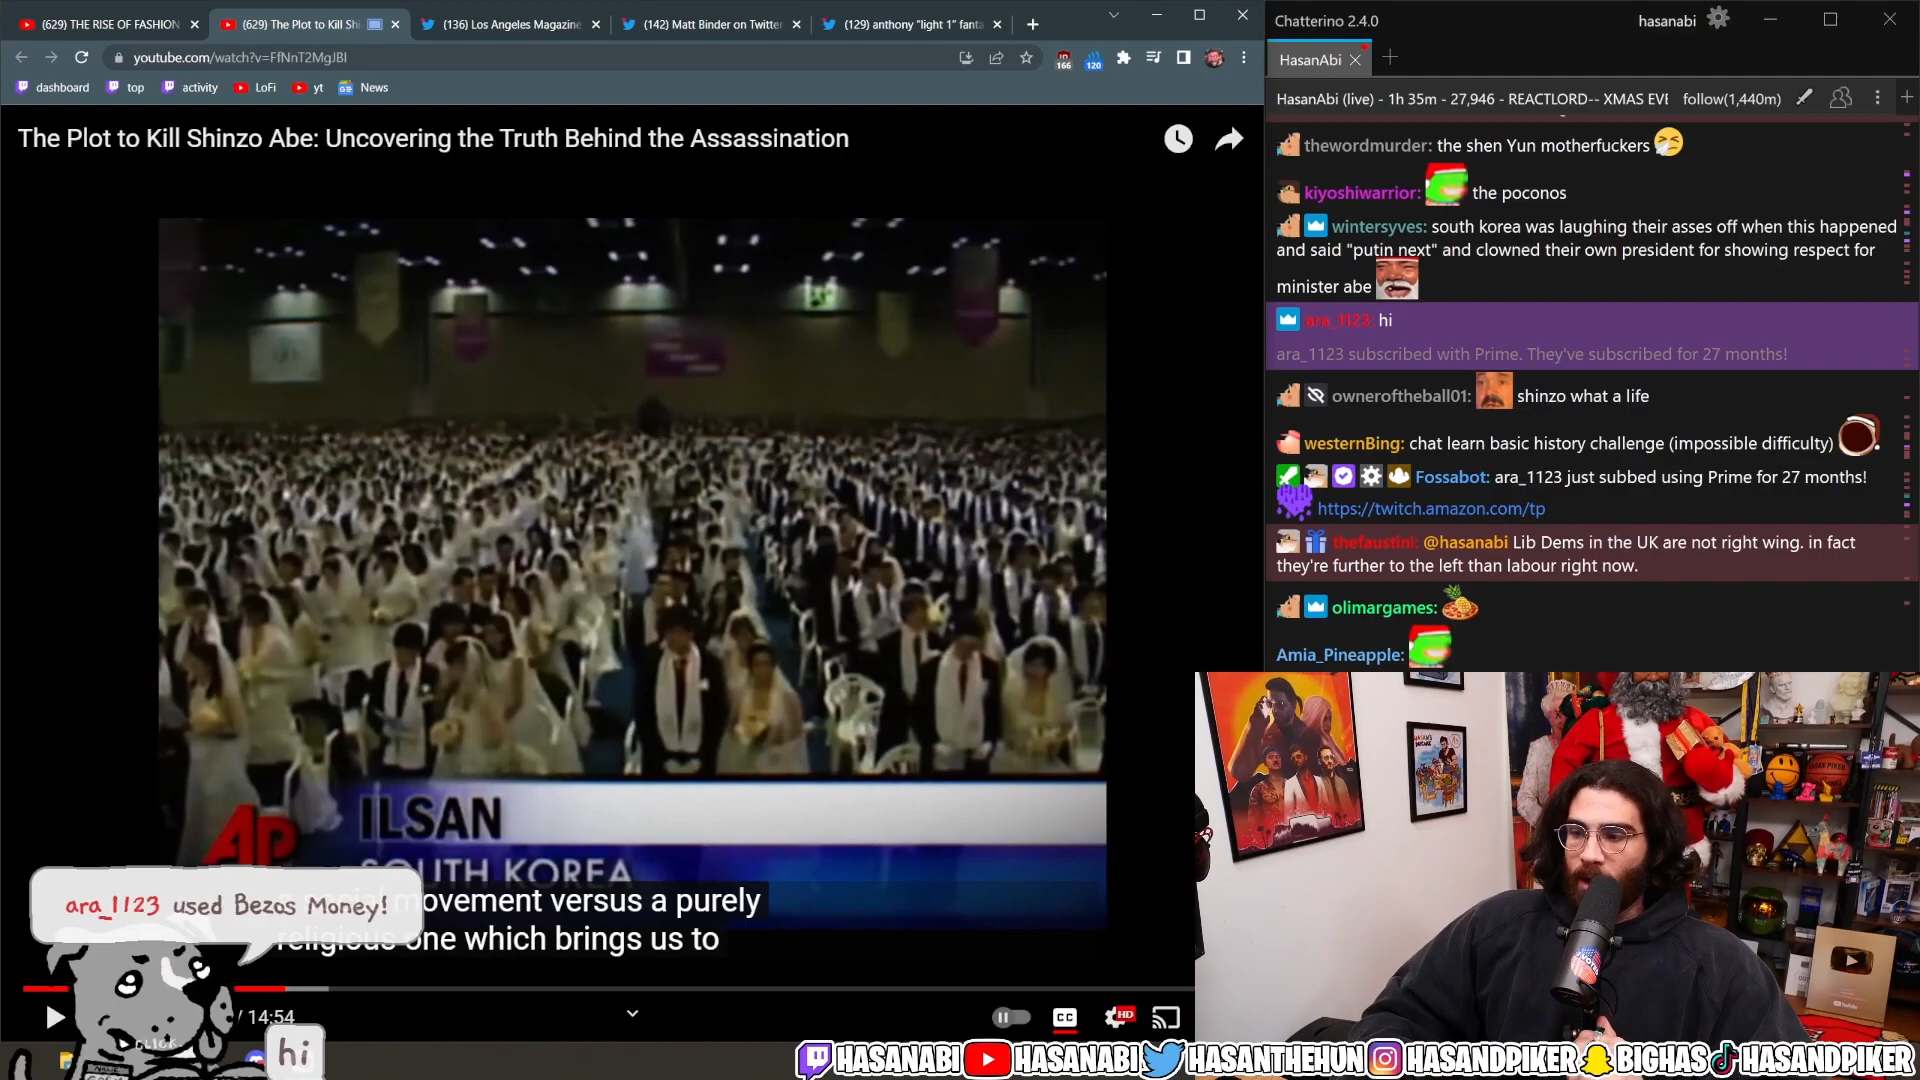 (629) THE RISE OF FASHION
(629) The Plot to Kill Shi
(136) Los Angeles Magazine
(142) Matt Binder on Twitter
(129) anthony "light 1" fanta
youtube.com/watch?v=FfNnT2MgJBI
166
120
dashboard
top
activity
LoFi
yt
News
The Plot to Kill Shinzo Abe: Uncovering the Truth Behind the Assassination
AP
ILSAN
SOUTH KOREA
movement versus a purely
religious one which brings us to
ara_1123 used Bezos Money!
hi
/ 14:54
CC
HD
Chatterino 2.4.0
hasanabi
HasanAbi
HasanAbi (live) - 1h 35m - 27,946 - REACTLORD-- XMAS EVE
follow(1,440m)
thewordmurder: the shen Yun motherfuckers
kiyoshiwarrior: the poconos
wintersyves: south korea was laughing their asses off when this happened
and said "putin next" and clowned their own president for showing respect for
minister abe
ara_1123: hi
ara_1123 subscribed with Prime. They've subscribed for 27 months!
owneroftheball01: shinzo what a life
westernBing: chat learn basic history challenge (impossible difficulty)
Fossabot: ara_1123 just subbed using Prime for 27 months!
https://twitch.amazon.com/tp
thefaustini: @hasanabi Lib Dems in the UK are not right wing. in fact
they're further to the left than labour right now.
olimargames:
Amia_Pineapple:
HASANABI HASANABI HASANTHEHUN HASANDPIKER BIGHAS HASANDPIKER